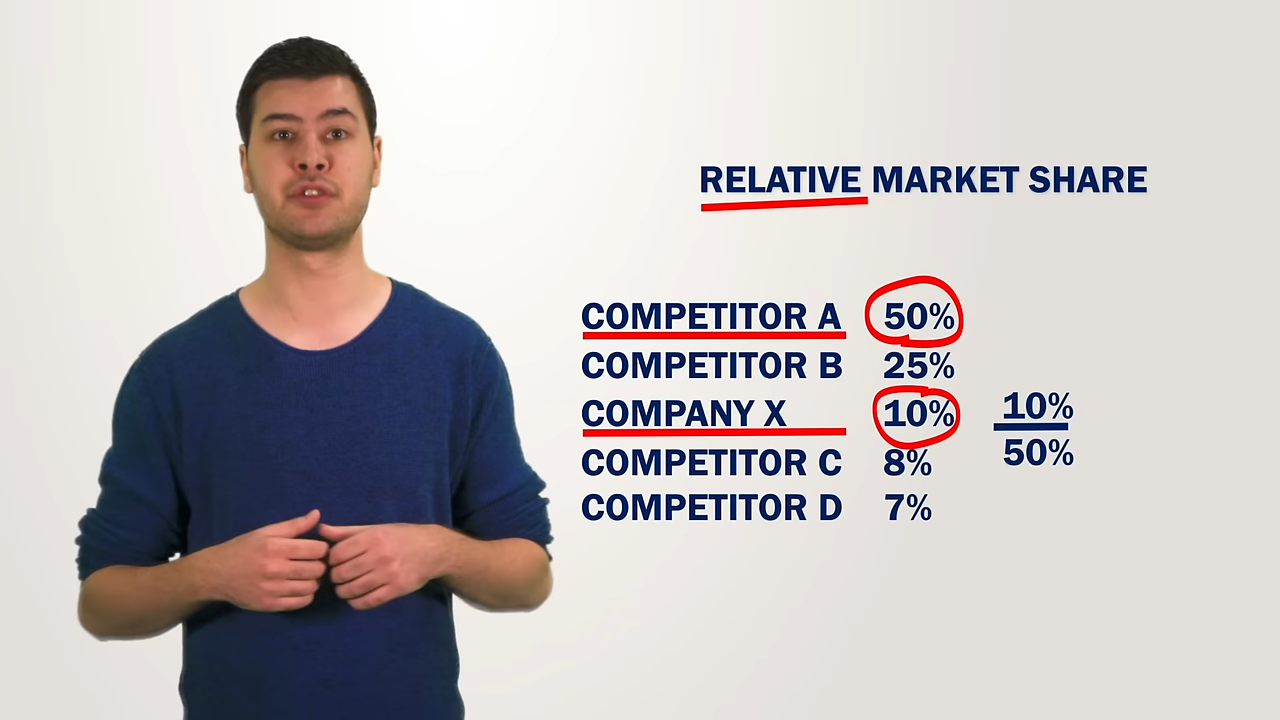 RELATIVE MARKET SHARE
COMPETITOR A 50%
COMPETITOR B 25%
COMPANY X 10%
COMPETITOR C 8%
COMPETITOR D 7%
10%
50%